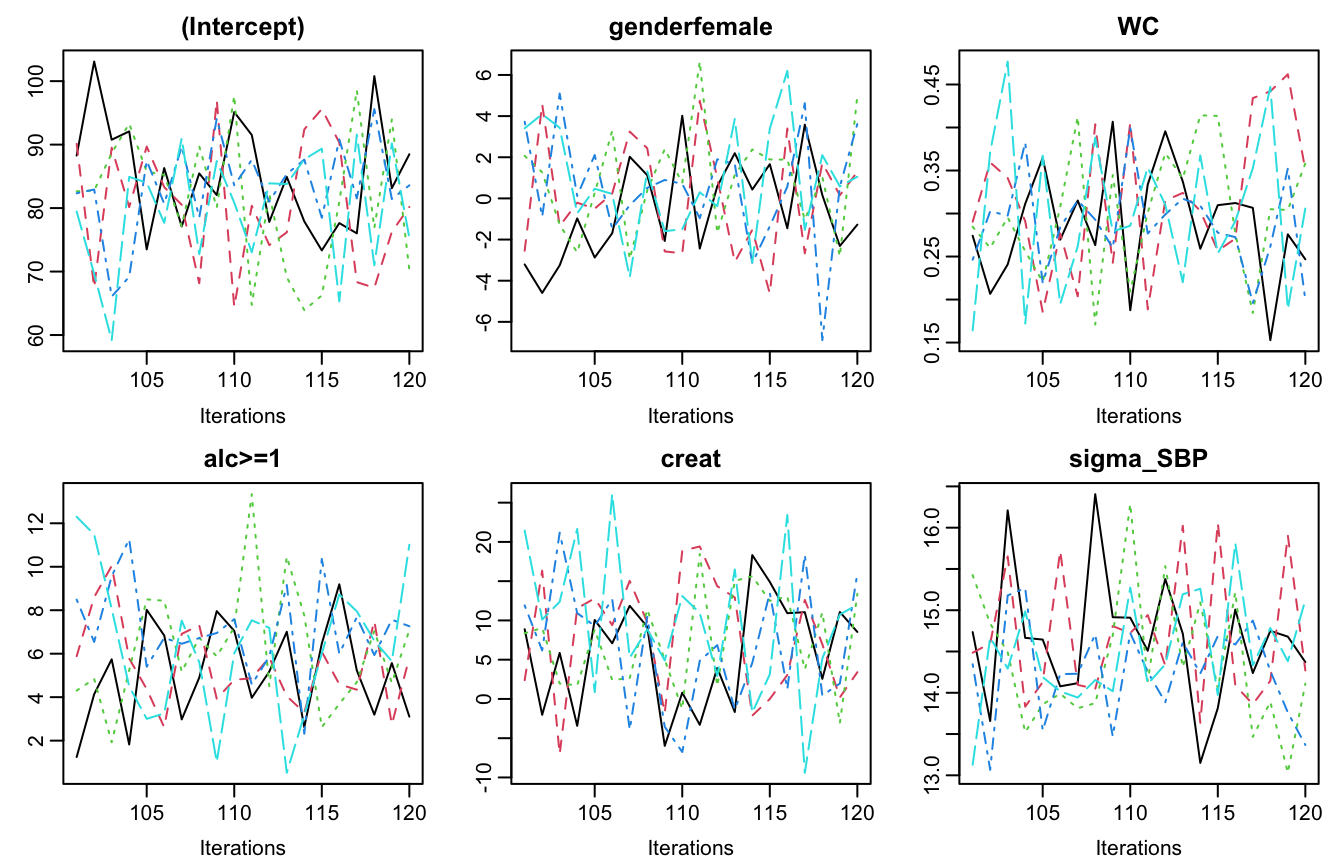 (Intercept)
100
90
80
70
60
105 110 115 120
Iterations
genderfemale
6
4
2
0
-2
-4
-6
105 110 115 120
Iterations
WC
0.45
0.35
0.25
0.15
105 110 115 120
Iterations
alc>=1
12
10
8
6
4
2
105 110 115 120
Iterations
creat
20
10
5
0
-10
105 110 115 120
Iterations
sigma_SBP
16.0
15.0
14.0
13.0
105 110 115 120
Iterations